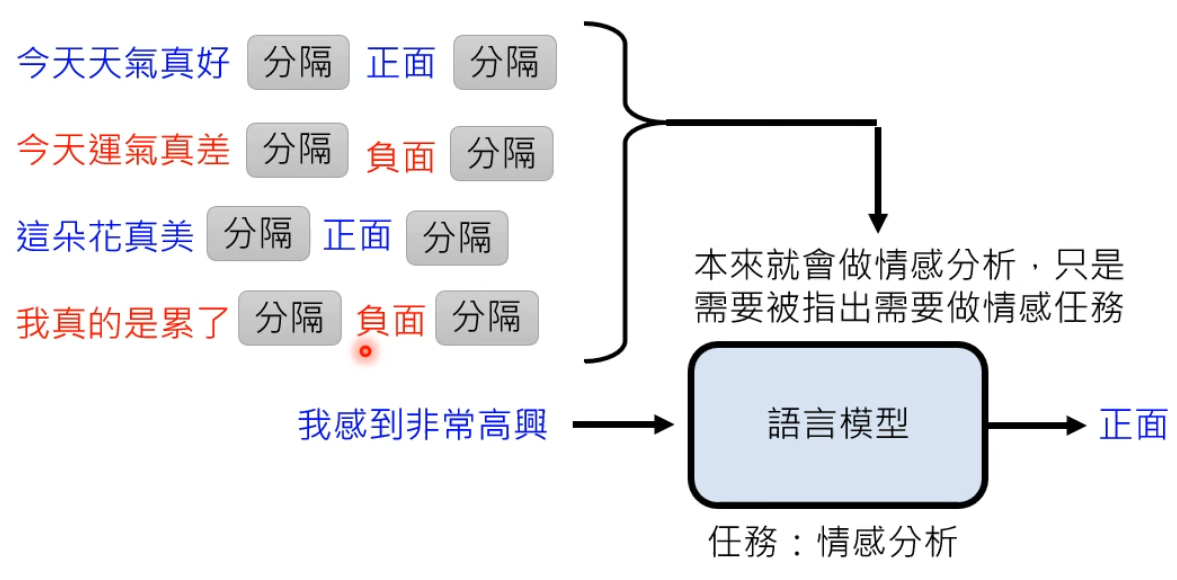 今天天氣真好 分隔 正面 分隔
今天運氣真差 分隔 負面 分隔
這朵花真美 分隔 正面 分隔
我真的是累了 分隔 負面 分隔
本來就會做情感分析，只是
需要被指出需要做情感任務
我感到非常高興
語言模型
正面
任務：情感分析